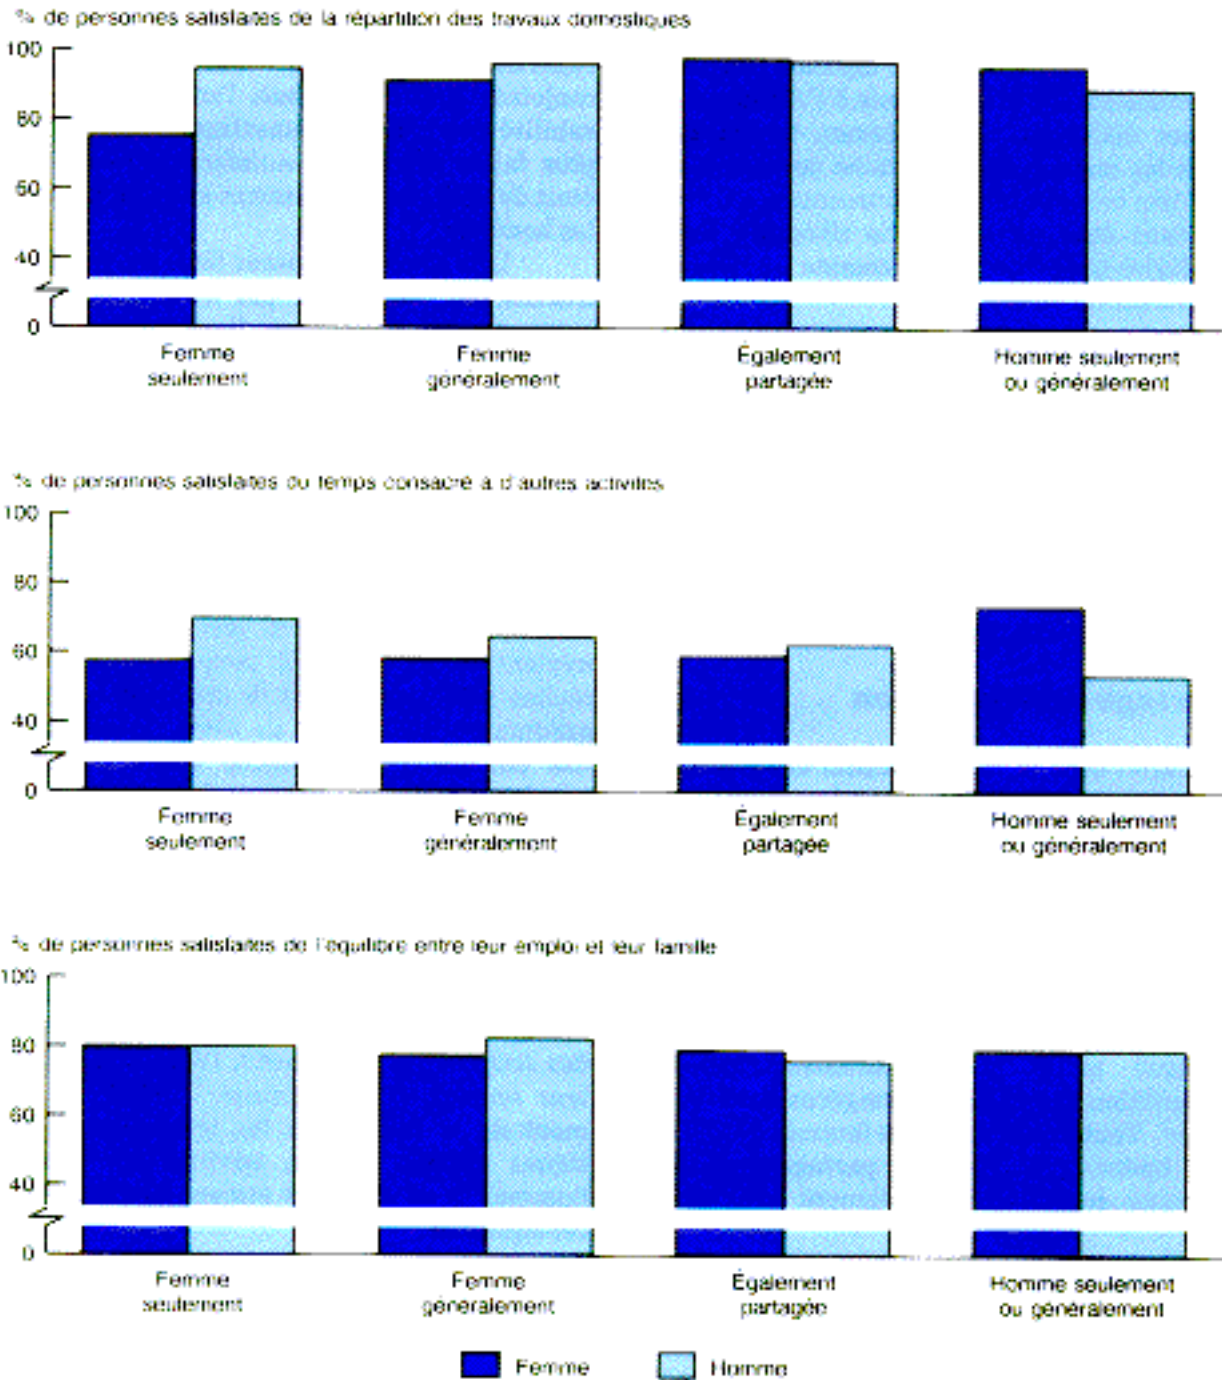 % de personnes satisfaites de la répartition des travaux domestiques
100
80
60
40
0
Femme seulement
Femme généralement
Également partagée
Homme seulement ou généralement
% de personnes satisfaites du temps consacré à d'autres activités
100
80
60
40
0
Femme seulement
Femme généralement
Également partagée
Homme seulement ou généralement
% de personnes satisfaites de l'équilibre entre leur emploi et leur famille
100
80
60
40
0
Femme seulement
Femme généralement
Également partagée
Homme seulement ou généralement
Femme
Homme